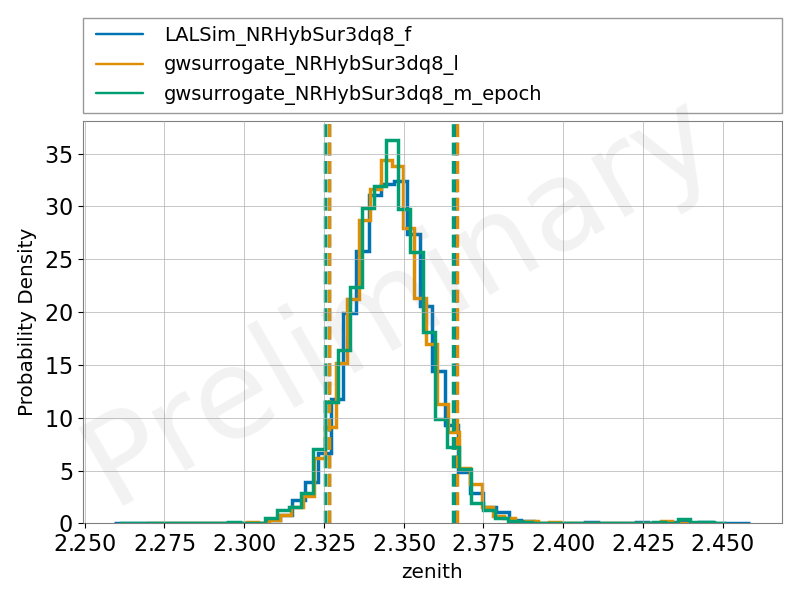 LALSim_NRHybSur3dq8_f
gwsurrogate_NRHybSur3dq8_l
gwsurrogate_NRHybSur3dq8_m_epoch
Preliminary
Probability Density
35
30
25
20
15
10
5
0
2.250 2.275 2.300 2.325 2.350 2.375 2.400 2.425 2.450
zenith